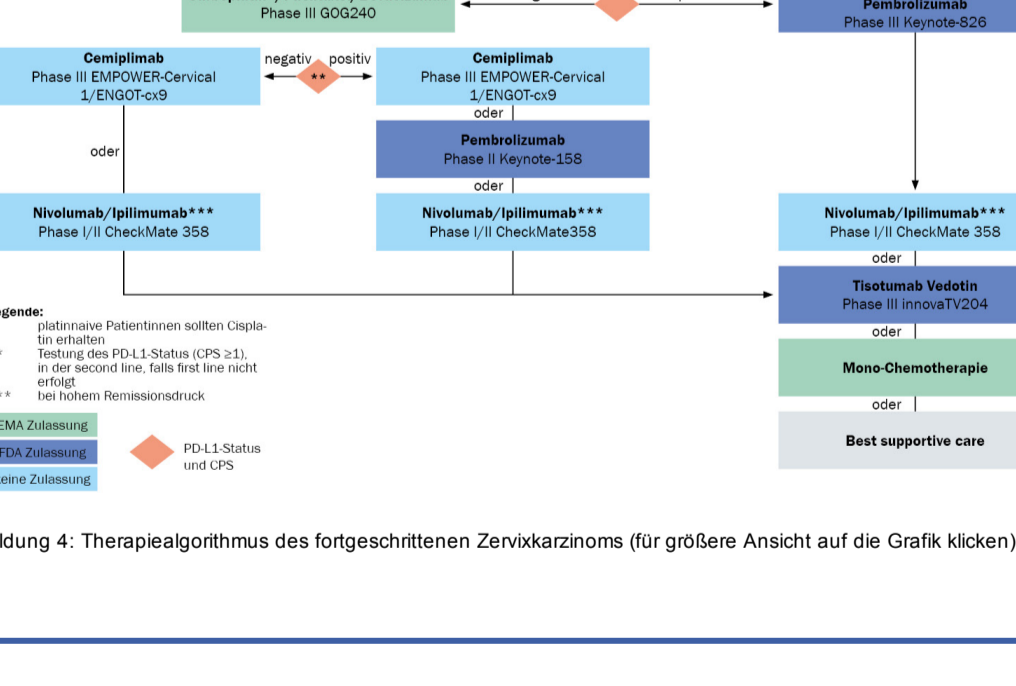 Phase III GOG240
Pembrolizumab
Phase III Keynote-826
Cemiplimab
Phase III EMPOWER-Cervical
1/ENGOT-cx9
negativ
positiv
**
Cemiplimab
Phase III EMPOWER-Cervical
1/ENGOT-cx9
oder
oder
Pembrolizumab
Phase II Keynote-158
oder
Nivolumab/Ipilimumab***
Phase I/II CheckMate 358
Nivolumab/Ipilimumab***
Phase I/II CheckMate358
Nivolumab/Ipilimumab***
Phase I/II CheckMate 358
oder
Tisotumab Vedotin
Phase III innovaTV204
oder
Mono-Chemotherapie
oder
Best supportive care
egende:
platinnaive Patientinnen sollten Cispla-
tin erhalten
* Testung des PD-L1-Status (CPS ≥1),
in der second line, falls first line nicht
erfolgt
** bei hohem Remissionsdruck
EMA Zulassung
FDA Zulassung
keine Zulassung
PD-L1-Status
und CPS
ldung 4: Therapiealgorithmus des fortgeschrittenen Zervixkarzinoms (für größere Ansicht auf die Grafik klicken)